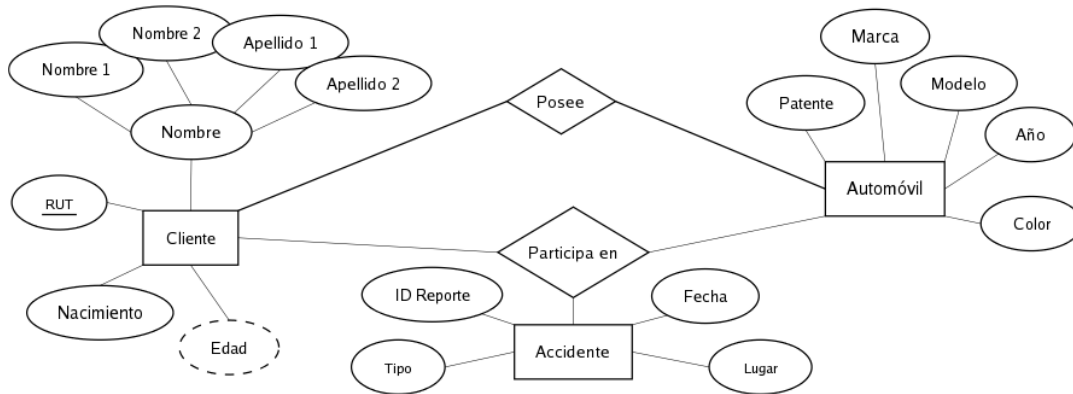 Nombre 2
Apellido 1
Nombre 1
Apellido 2
Nombre
Marca
Posee
Modelo
Patente
Año
RUT
Automóvil
Cliente
Color
Participa en
ID Reporte
Fecha
Nacimiento
Edad
Accidente
Tipo
Lugar